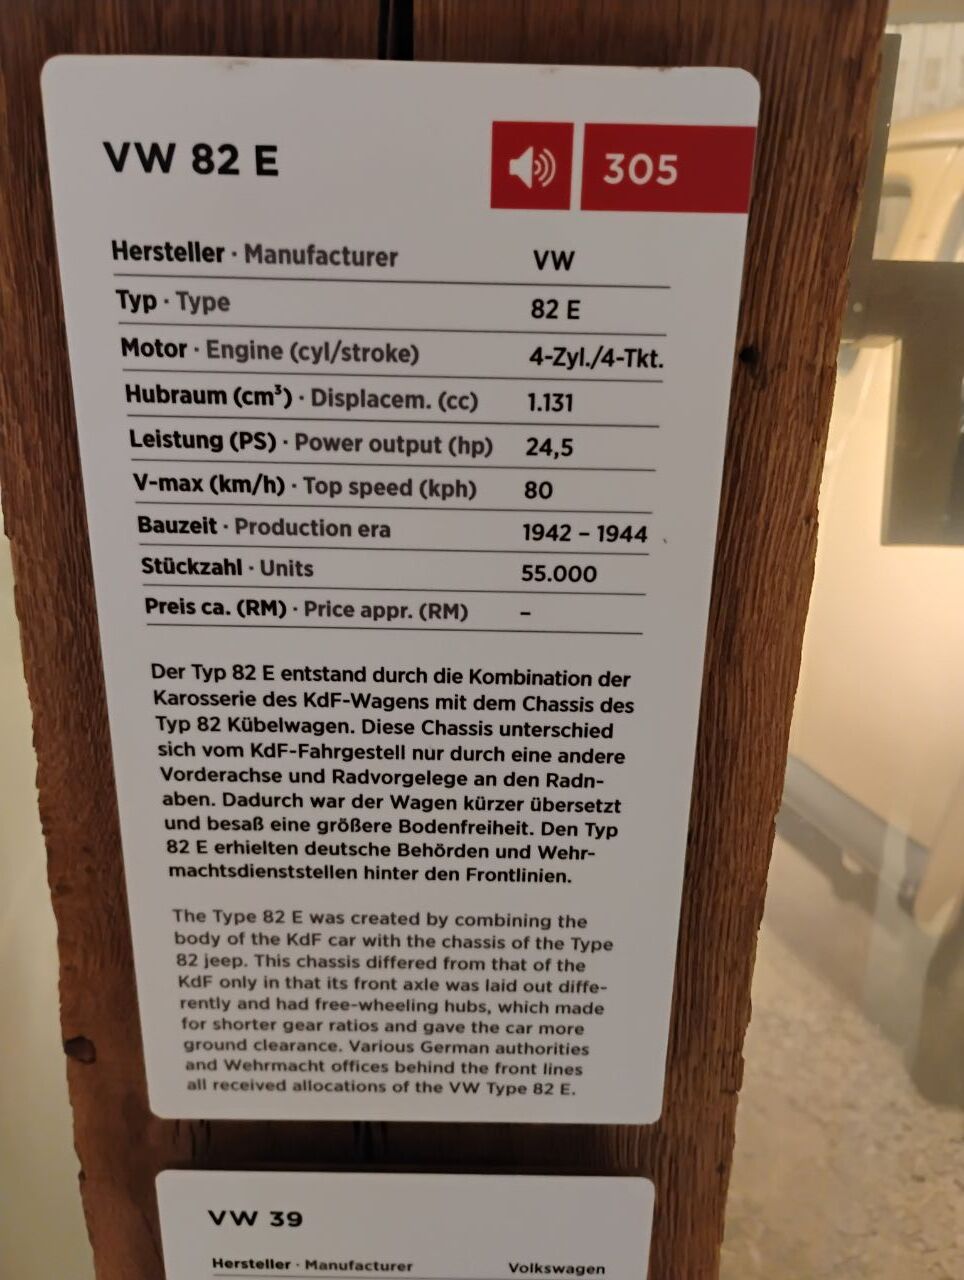 VW 82 E
305
Hersteller · Manufacturer VW
Typ · Type 82 E
Motor · Engine (cyl/stroke) 4-Zyl./4-Tkt.
Hubraum (cm³) · Displacem. (cc) 1.131
Leistung (PS) · Power output (hp) 24,5
V-max (km/h) · Top speed (kph) 80
Bauzeit · Production era 1942 – 1944
Stückzahl · Units 55.000
Preis ca. (RM) · Price appr. (RM) –
Der Typ 82 E entstand durch die Kombination der
Karosserie des KdF-Wagens mit dem Chassis des
Typ 82 Kübelwagen. Diese Chassis unterschied
sich vom KdF-Fahrgestell nur durch eine andere
Vorderachse und Radvorgelege an den Radn-
aben. Dadurch war der Wagen kürzer übersetzt
und besaß eine größere Bodenfreiheit. Den Typ
82 E erhielten deutsche Behörden und Wehr-
machtsdienststellen hinter den Frontlinien.
The Type 82 E was created by combining the
body of the KdF car with the chassis of the Type
82 jeep. This chassis differed from that of the
KdF only in that its front axle was laid out diffe-
rently and had free-wheeling hubs, which made
for shorter gear ratios and gave the car more
ground clearance. Various German authorities
and Wehrmacht offices behind the front lines
all received allocations of the VW Type 82 E.
VW 39
Hersteller · Manufacturer Volkswagen